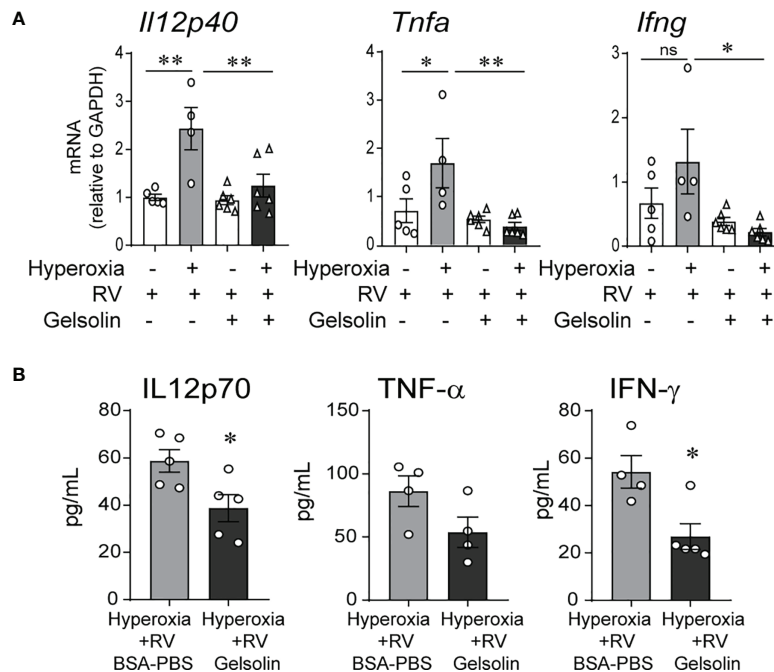 A
Il12p40
Tnfa
Ifng
mRNA
(relative to GAPDH)
4
3
2
1
0
** **
4
3
2
1
0
* **
3
2
1
0
ns *
Hyperoxia - + - +
RV + + + +
Gelsolin - - + +
Hyperoxia - + - +
RV + + + +
Gelsolin - - + +
Hyperoxia - + - +
RV + + + +
Gelsolin - - + +
B
IL12p70
pg/mL
80
60
40
20
0
*
Hyperoxia Hyperoxia
+RV +RV
BSA-PBS Gelsolin
TNF-α
pg/mL
150
100
50
0
Hyperoxia Hyperoxia
+RV +RV
BSA-PBS Gelsolin
IFN-γ
pg/mL
80
60
40
20
0
*
Hyperoxia Hyperoxia
+RV +RV
BSA-PBS Gelsolin